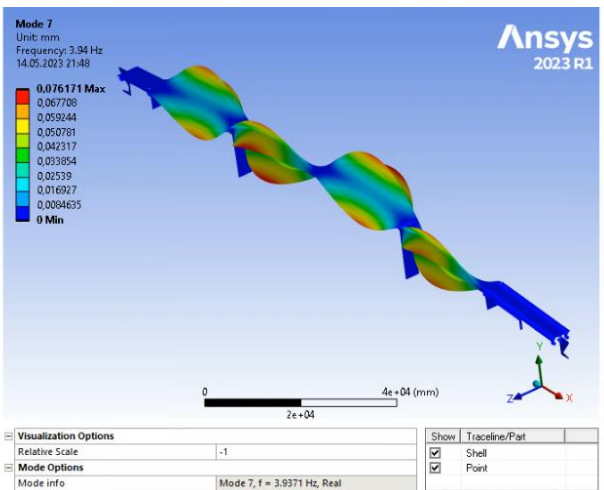 Mode 7
Unit: mm
Frequency: 3.94 Hz
14.05.2023 21:48
Ansys
2023 R1
0,076171 Max
0,067708
0,059244
0,050781
0,042317
0,033854
0,02539
0,016927
0,0084635
0 Min
Y
Z
X
0
4e+04 (mm)
2e+04
Visualization Options
Relative Scale -1
Mode Options
Mode info Mode 7, f = 3.9371 Hz, Real
Show Traceline/Part
Shell
Point